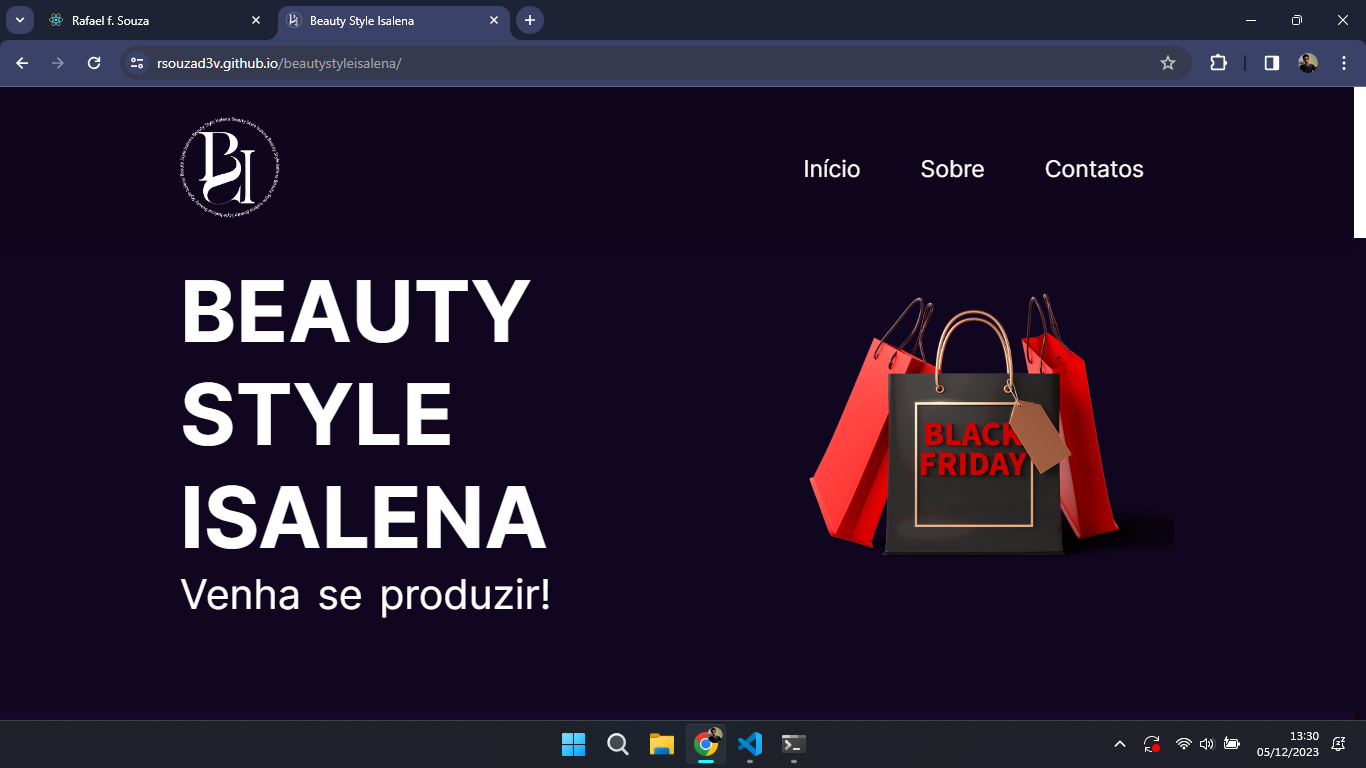 Rafael f. Souza
Beauty Style Isalena
rsouzad3v.github.io/beautystyleisalena/
BI
Início
Sobre
Contatos
BEAUTY
STYLE
ISALENA
Venha se produzir!
BLACK
FRIDAY
13:30
05/12/2023